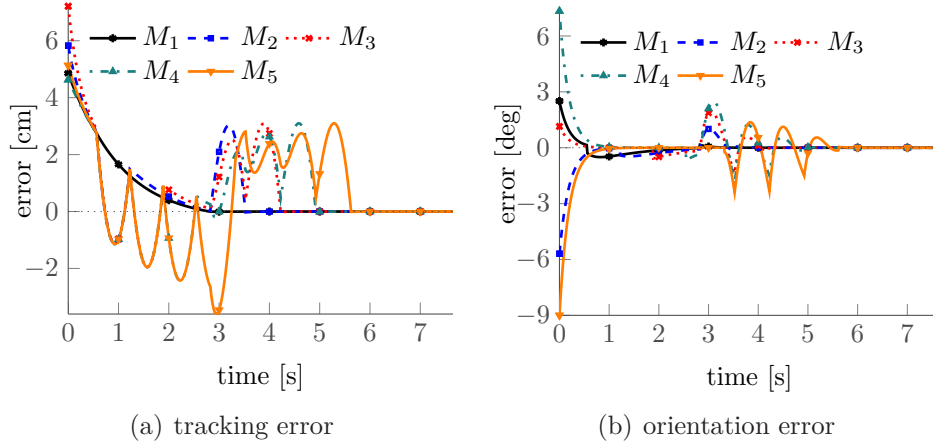 6
4
2
0
−2
0 1 2 3 4 5 6 7
error [cm]
time [s]
M1 M2 M3
M4 M5
(a) tracking error
6
3
0
−3
−6
−9
0 1 2 3 4 5 6 7
error [deg]
time [s]
M1 M2 M3
M4 M5
(b) orientation error